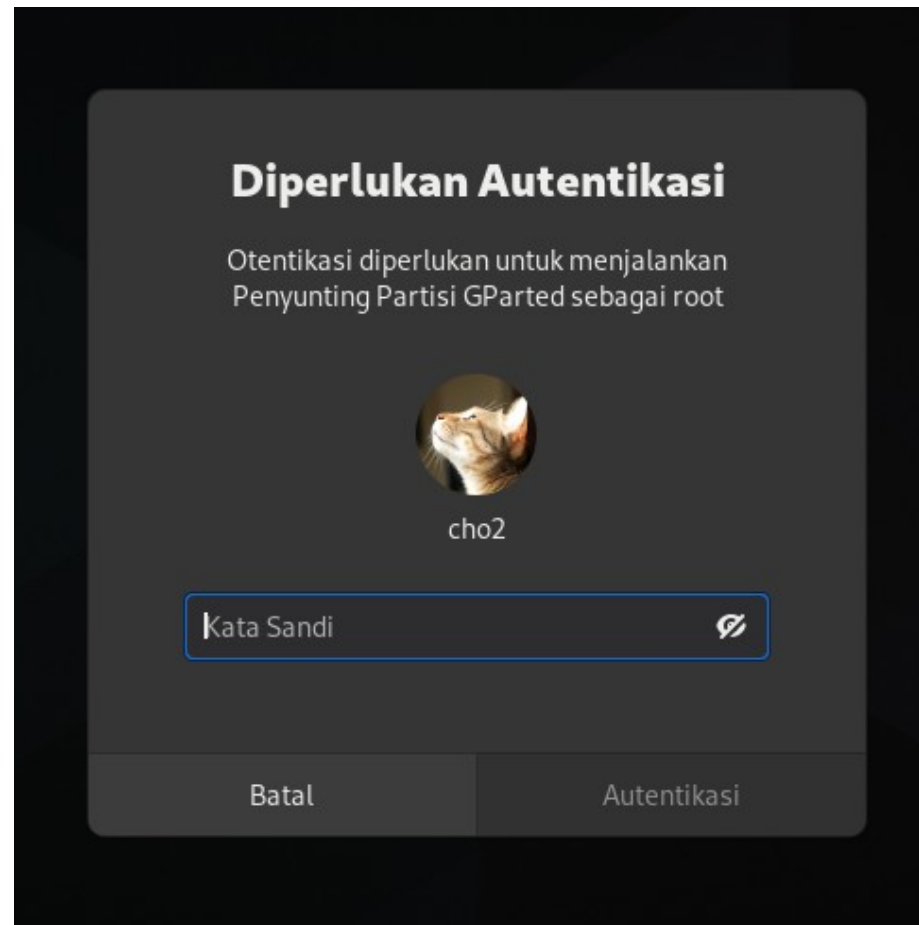 Diperlukan Autentikasi
Otentikasi diperlukan untuk menjalankan
Penyunting Partisi GParted sebagai root
cho2
Kata Sandi
Batal
Autentikasi